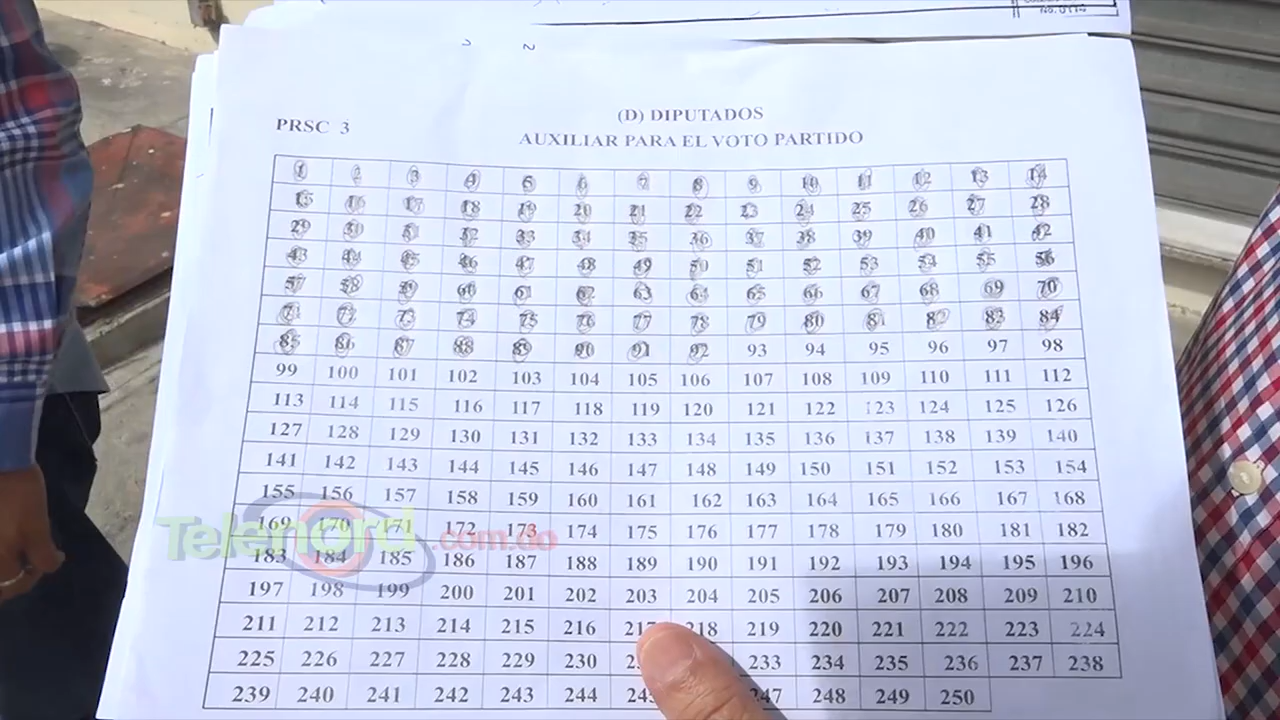 (D) DIPUTADOS
PRSC 3
AUXILIAR PARA EL VOTO PARTIDO
1 2 3 4 5 6 7 8 9 10 11 12 13 14
15 16 17 18 19 20 21 22 23 24 25 26 27 28
29 30 31 32 33 34 35 36 37 38 39 40 41 42
43 44 45 46 47 48 49 50 51 52 53 54 55 56
57 58 59 60 61 62 63 64 65 66 67 68 69 70
71 72 73 74 75 76 77 78 79 80 81 82 83 84
85 86 87 88 89 90 91 92 93 94 95 96 97 98
99 100 101 102 103 104 105 106 107 108 109 110 111 112
113 114 115 116 117 118 119 120 121 122 123 124 125 126
127 128 129 130 131 132 133 134 135 136 137 138 139 140
141 142 143 144 145 146 147 148 149 150 151 152 153 154
155 156 157 158 159 160 161 162 163 164 165 166 167 168
169 170 171 172 173 174 175 176 177 178 179 180 181 182
Telenord.com.do
183 184 185 186 187 188 189 190 191 192 193 194 195 196
197 198 199 200 201 202 203 204 205 206 207 208 209 210
211 212 213 214 215 216 217 218 219 220 221 222 223 224
225 226 227 228 229 230 233 234 235 236 237 238
239 240 241 242 243 244 247 248 249 250